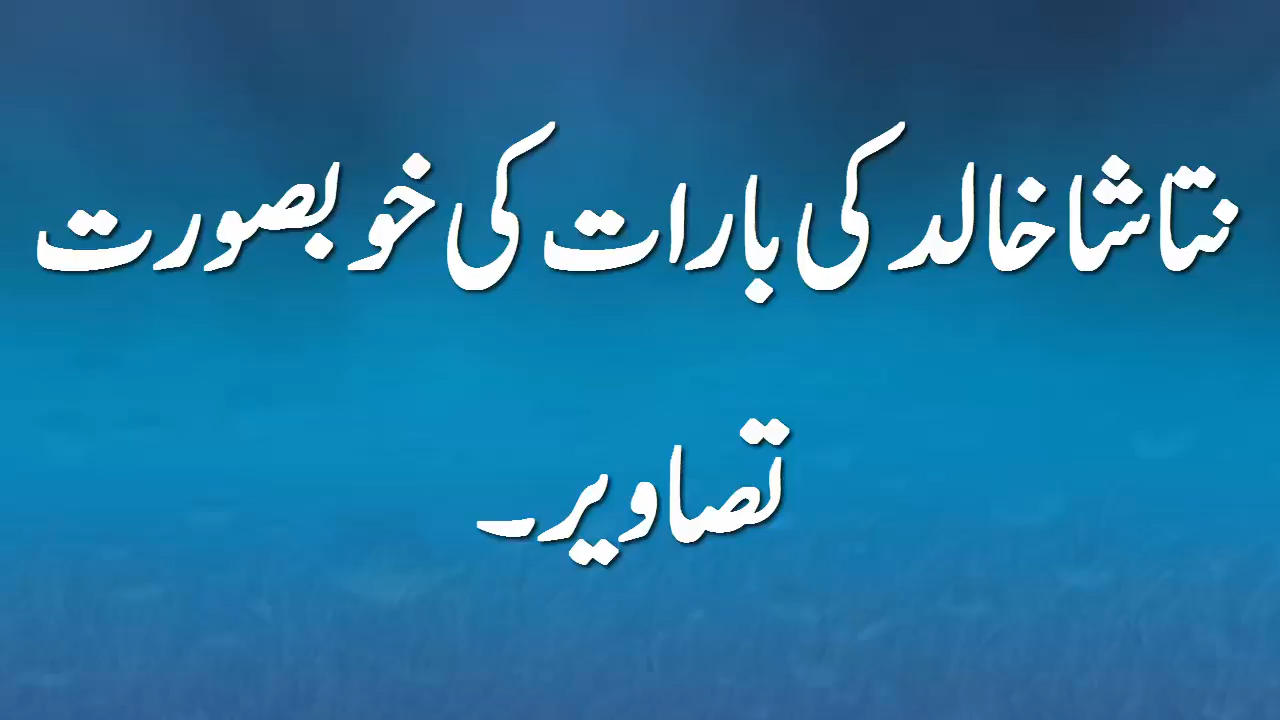 نتاشا خالد کی بارات کی خوبصورت
تصاویر۔